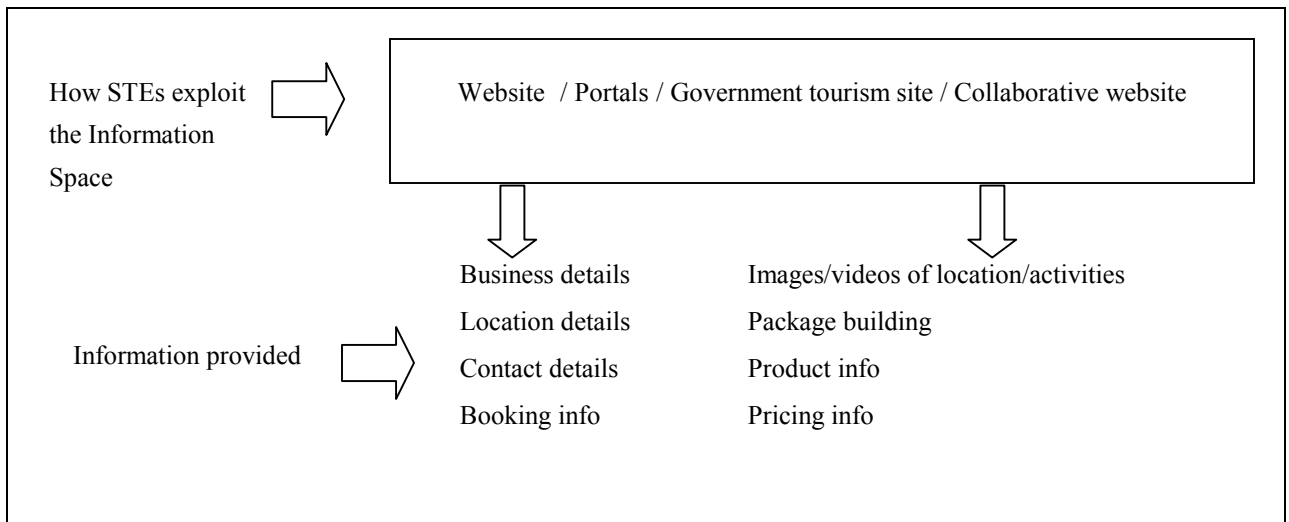 How STEs exploit
the Information
Space
Website / Portals / Government tourism site / Collaborative website
Information provided
Business details
Location details
Contact details
Booking info
Images/videos of location/activities
Package building
Product info
Pricing info